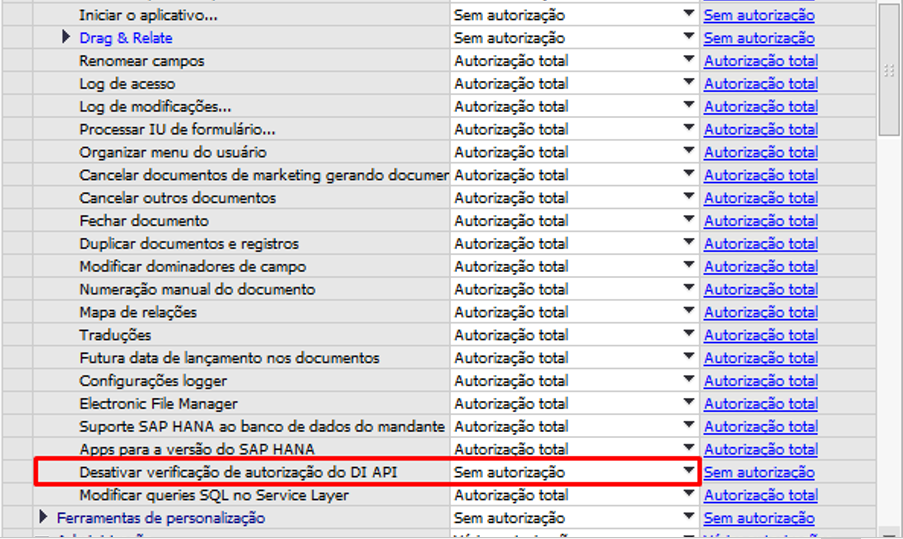 Iniciar o aplicativo... Sem autorização Sem autorização
Drag & Relate Sem autorização Sem autorização
Renomear campos Autorização total Autorização total
Log de acesso Autorização total Autorização total
Log de modificações... Autorização total Autorização total
Processar IU de formulário... Autorização total Autorização total
Organizar menu do usuário Autorização total Autorização total
Cancelar documentos de marketing gerando documer Autorização total Autorização total
Cancelar outros documentos Autorização total Autorização total
Fechar documento Autorização total Autorização total
Duplicar documentos e registros Autorização total Autorização total
Modificar dominadores de campo Autorização total Autorização total
Numeração manual do documento Autorização total Autorização total
Mapa de relações Autorização total Autorização total
Traduções Autorização total Autorização total
Futura data de lançamento nos documentos Autorização total Autorização total
Configurações logger Autorização total Autorização total
Electronic File Manager Autorização total Autorização total
Suporte SAP HANA ao banco de dados do mandante Autorização total Autorização total
Apps para a versão do SAP HANA Autorização total Autorização total
Desativar verificação de autorização do DI API Sem autorização Sem autorização
Modificar queries SQL no Service Layer Autorização total Autorização total
Ferramentas de personalização Sem autorização Sem autorização